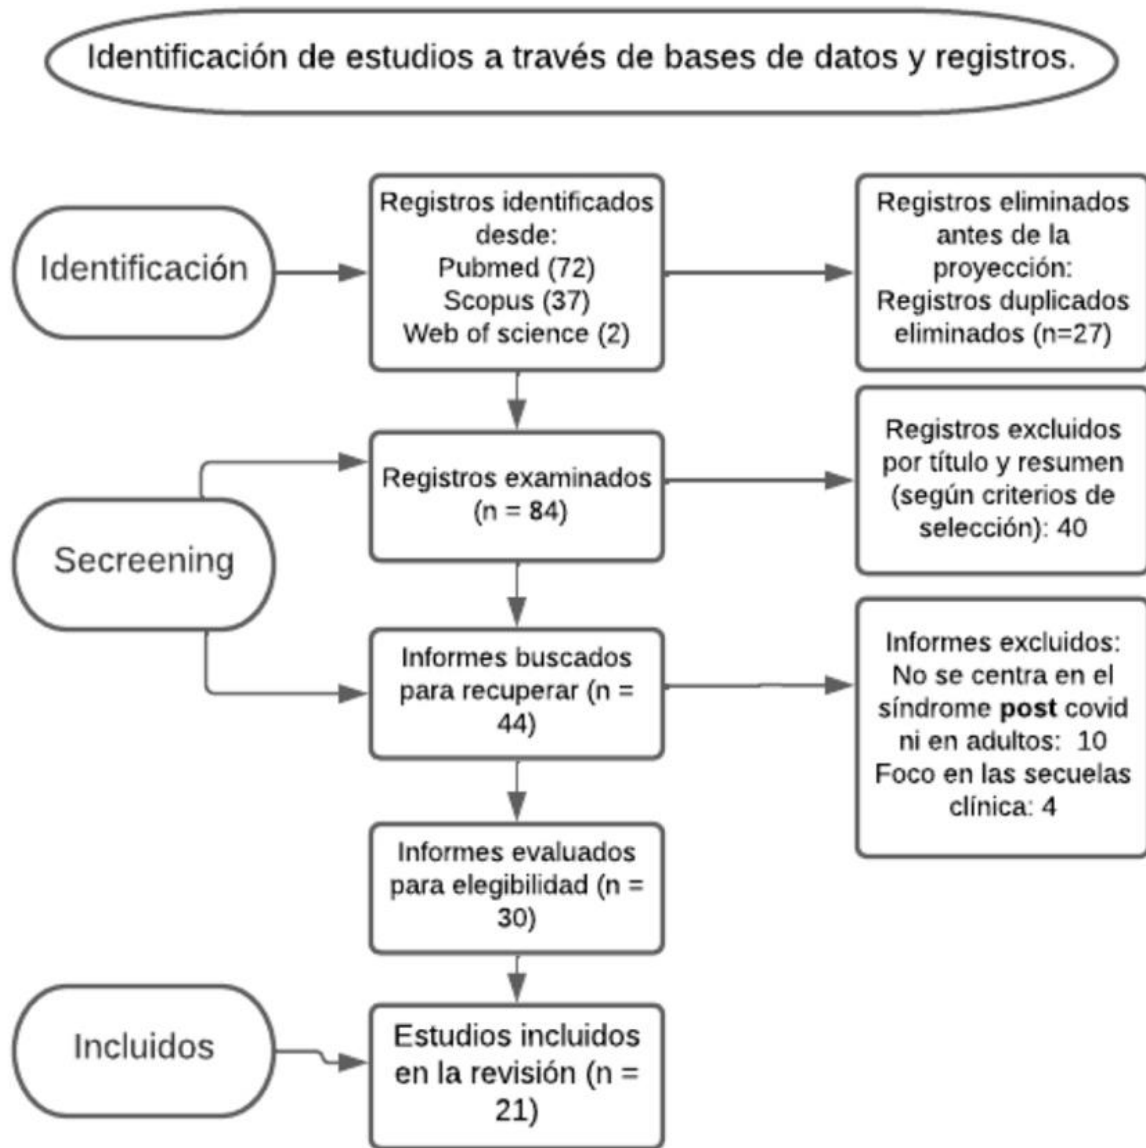 Identificación de estudios a través de bases de datos y registros.
Identificación
Registros identificados
desde:
Pubmed (72)
Scopus (37)
Web of science (2)
Registros eliminados
antes de la
proyección:
Registros duplicados
eliminados (n=27)
Secreening
Registros examinados
(n = 84)
Registros excluidos
por título y resumen
(según criterios de
selección): 40
Informes buscados
para recuperar (n =
44)
Informes excluidos:
No se centra en el
síndrome post covid
ni en adultos: 10
Foco en las secuelas
clínica: 4
Informes evaluados
para elegibilidad (n =
30)
Incluidos
Estudios incluidos
en la revisión (n =
21)